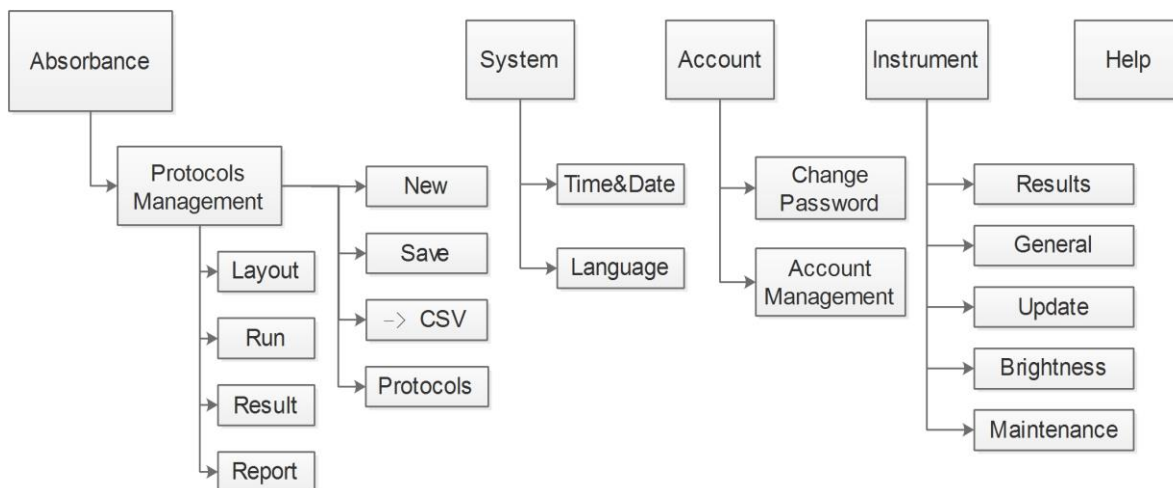 Absorbance
System
Account
Instrument
Help
Protocols
Management
New
Save
-> CSV
Protocols
Layout
Run
Result
Report
Time&Date
Language
Change
Password
Account
Management
Results
General
Update
Brightness
Maintenance